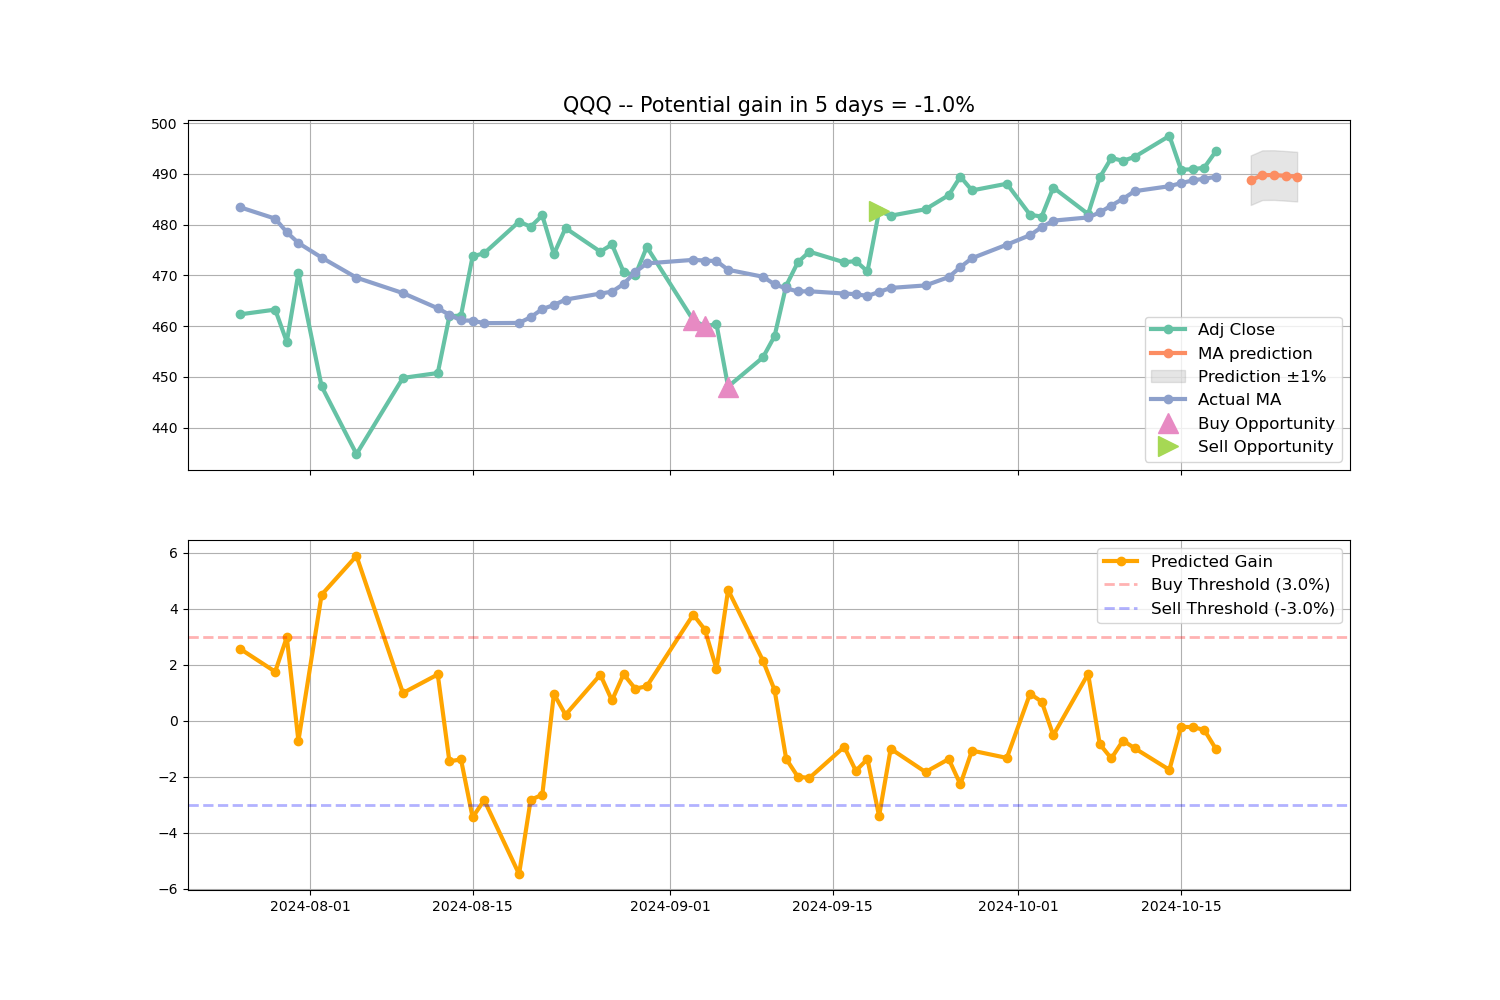 QQQ -- Potential gain in 5 days = -1.0%
500
490
480
470
460
450
440
Adj Close
MA prediction
Prediction ±1%
Actual MA
Buy Opportunity
Sell Opportunity
6
4
2
0
−2
−4
−6
Predicted Gain
Buy Threshold (3.0%)
Sell Threshold (-3.0%)
2024-08-01 2024-08-15 2024-09-01 2024-09-15 2024-10-01 2024-10-15